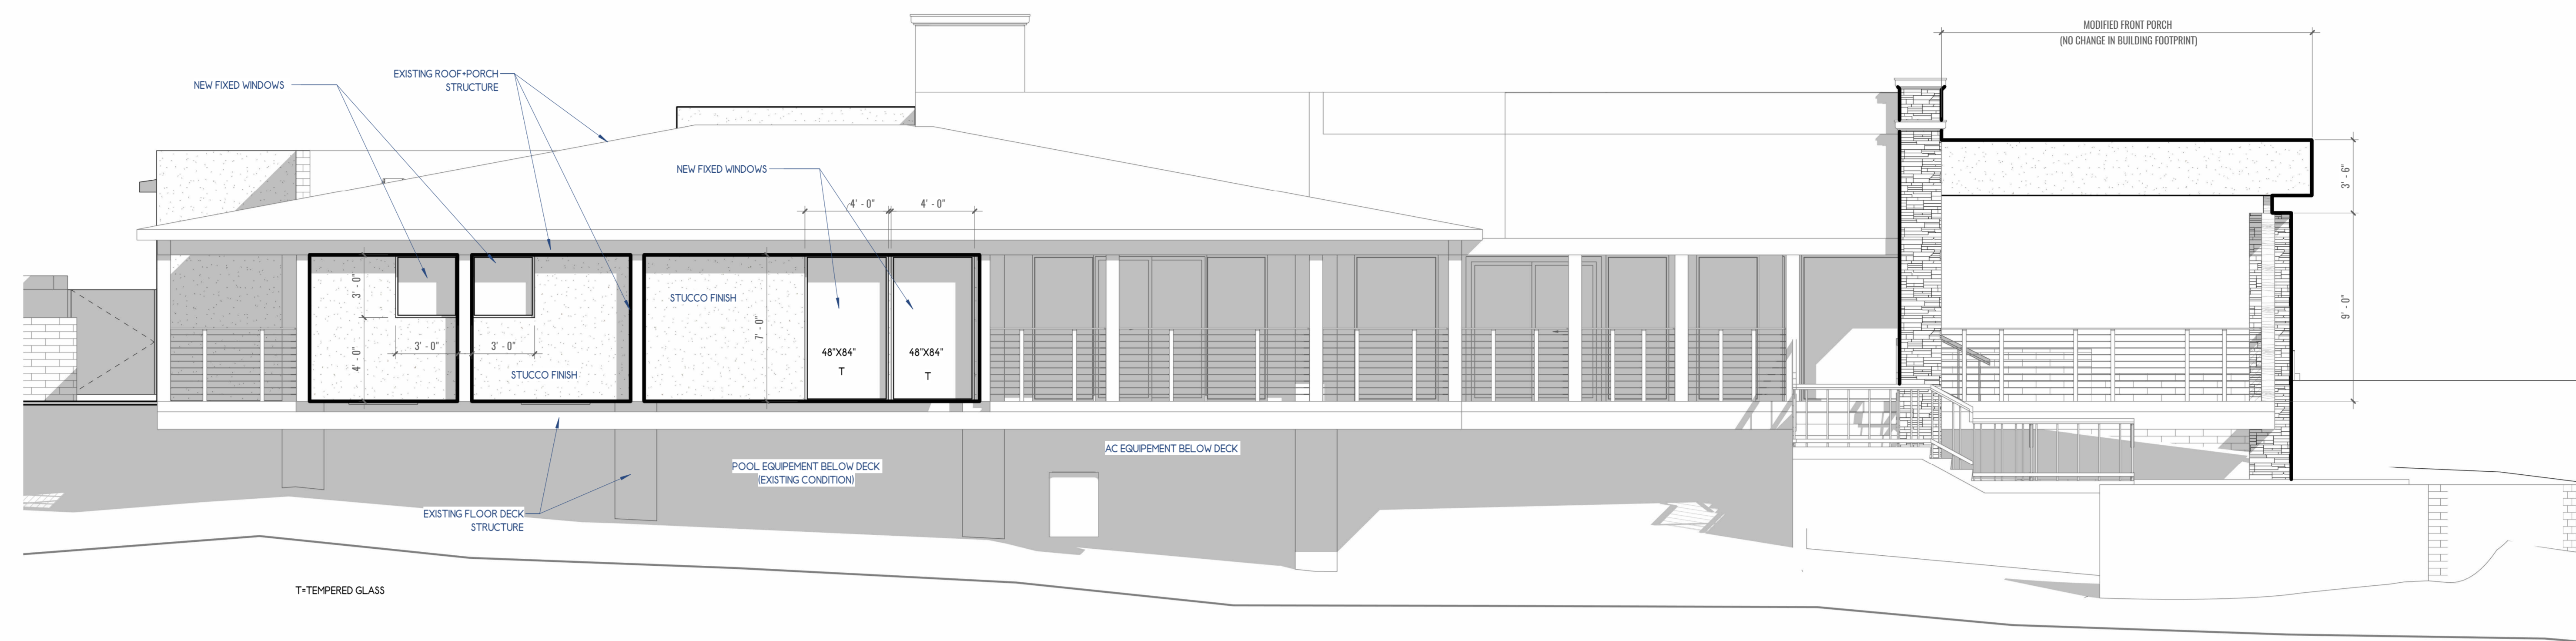 MODIFIED FRONT PORCH
(NO CHANGE IN BUILDING FOOTPRINT)
EXISTING ROOF+PORCH
STRUCTURE
NEW FIXED WINDOWS
NEW FIXED WINDOWS
3' - 6"
4' - 0"
4' - 0"
3' - 0"
STUCCO FINISH
9' - 0"
7' - 0"
3' - 0"
3' - 0"
4' - 0"
48"X84"
T
48"X84"
T
STUCCO FINISH
AC EQUIPEMENT BELOW DECK
POOL EQUIPEMENT BELOW DECK
(EXISTING CONDITION)
EXISTING FLOOR DECK
STRUCTURE
T=TEMPERED GLASS